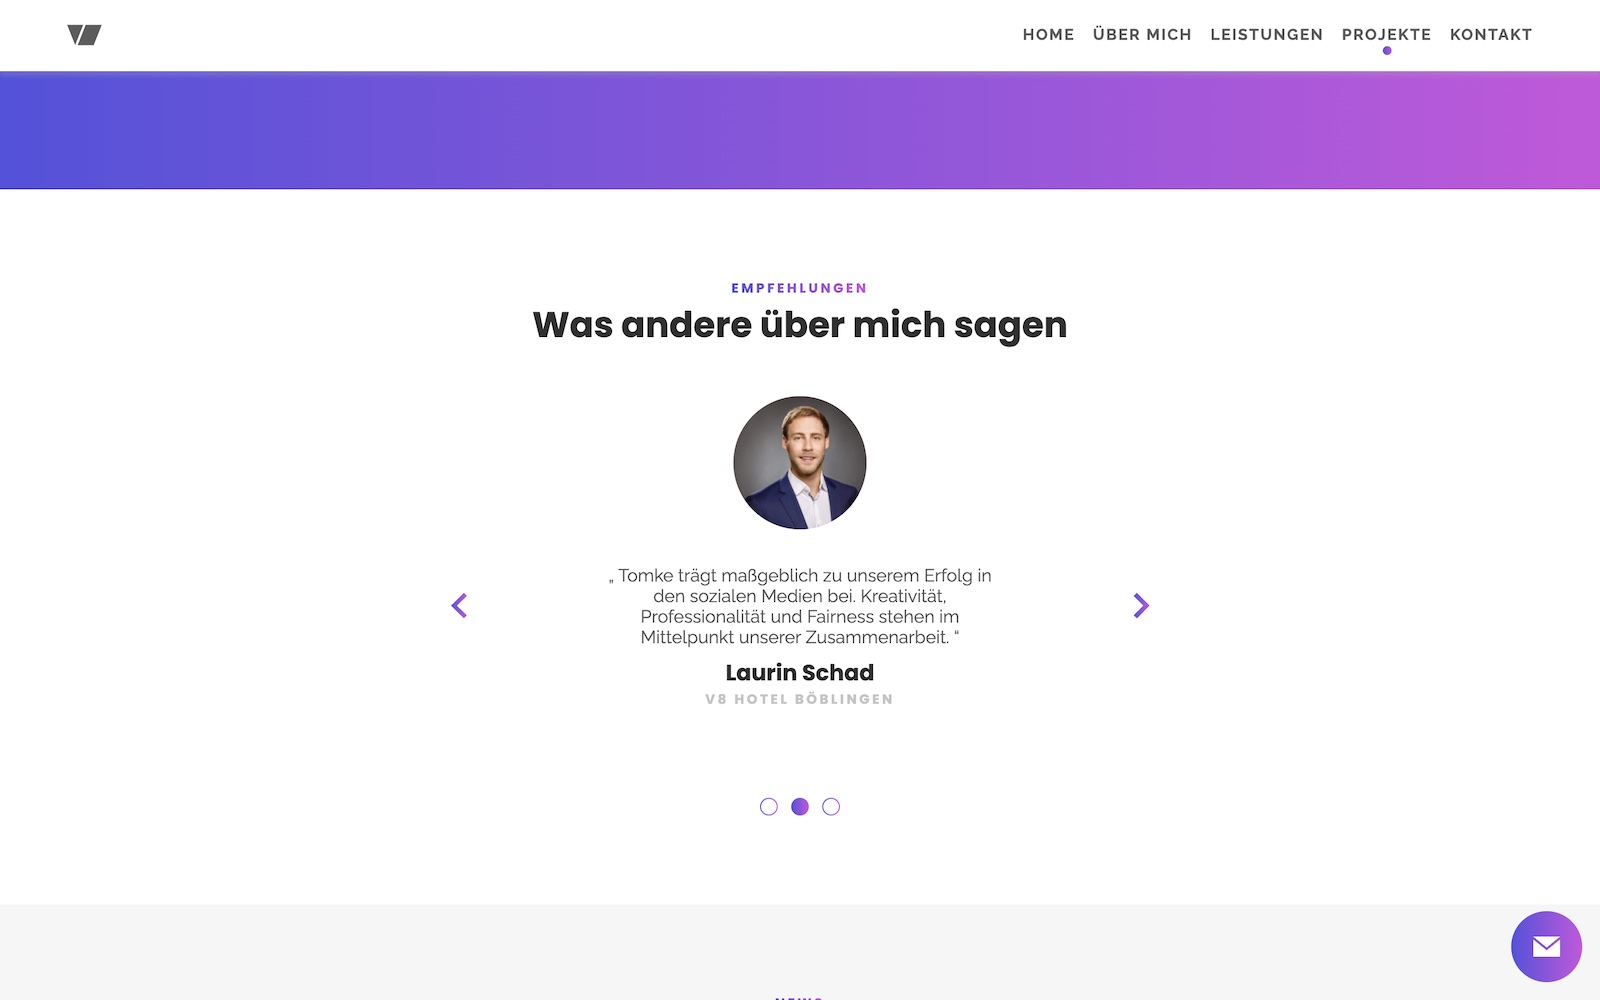 HOME ÜBER MICH LEISTUNGEN PROJEKTE KONTAKT
EMPFEHLUNGEN
Was andere über mich sagen
„ Tomke trägt maßgeblich zu unserem Erfolg in
den sozialen Medien bei. Kreativität,
Professionalität und Fairness stehen im
Mittelpunkt unserer Zusammenarbeit. “
Laurin Schad
V8 HOTEL BÖBLINGEN
NEWS